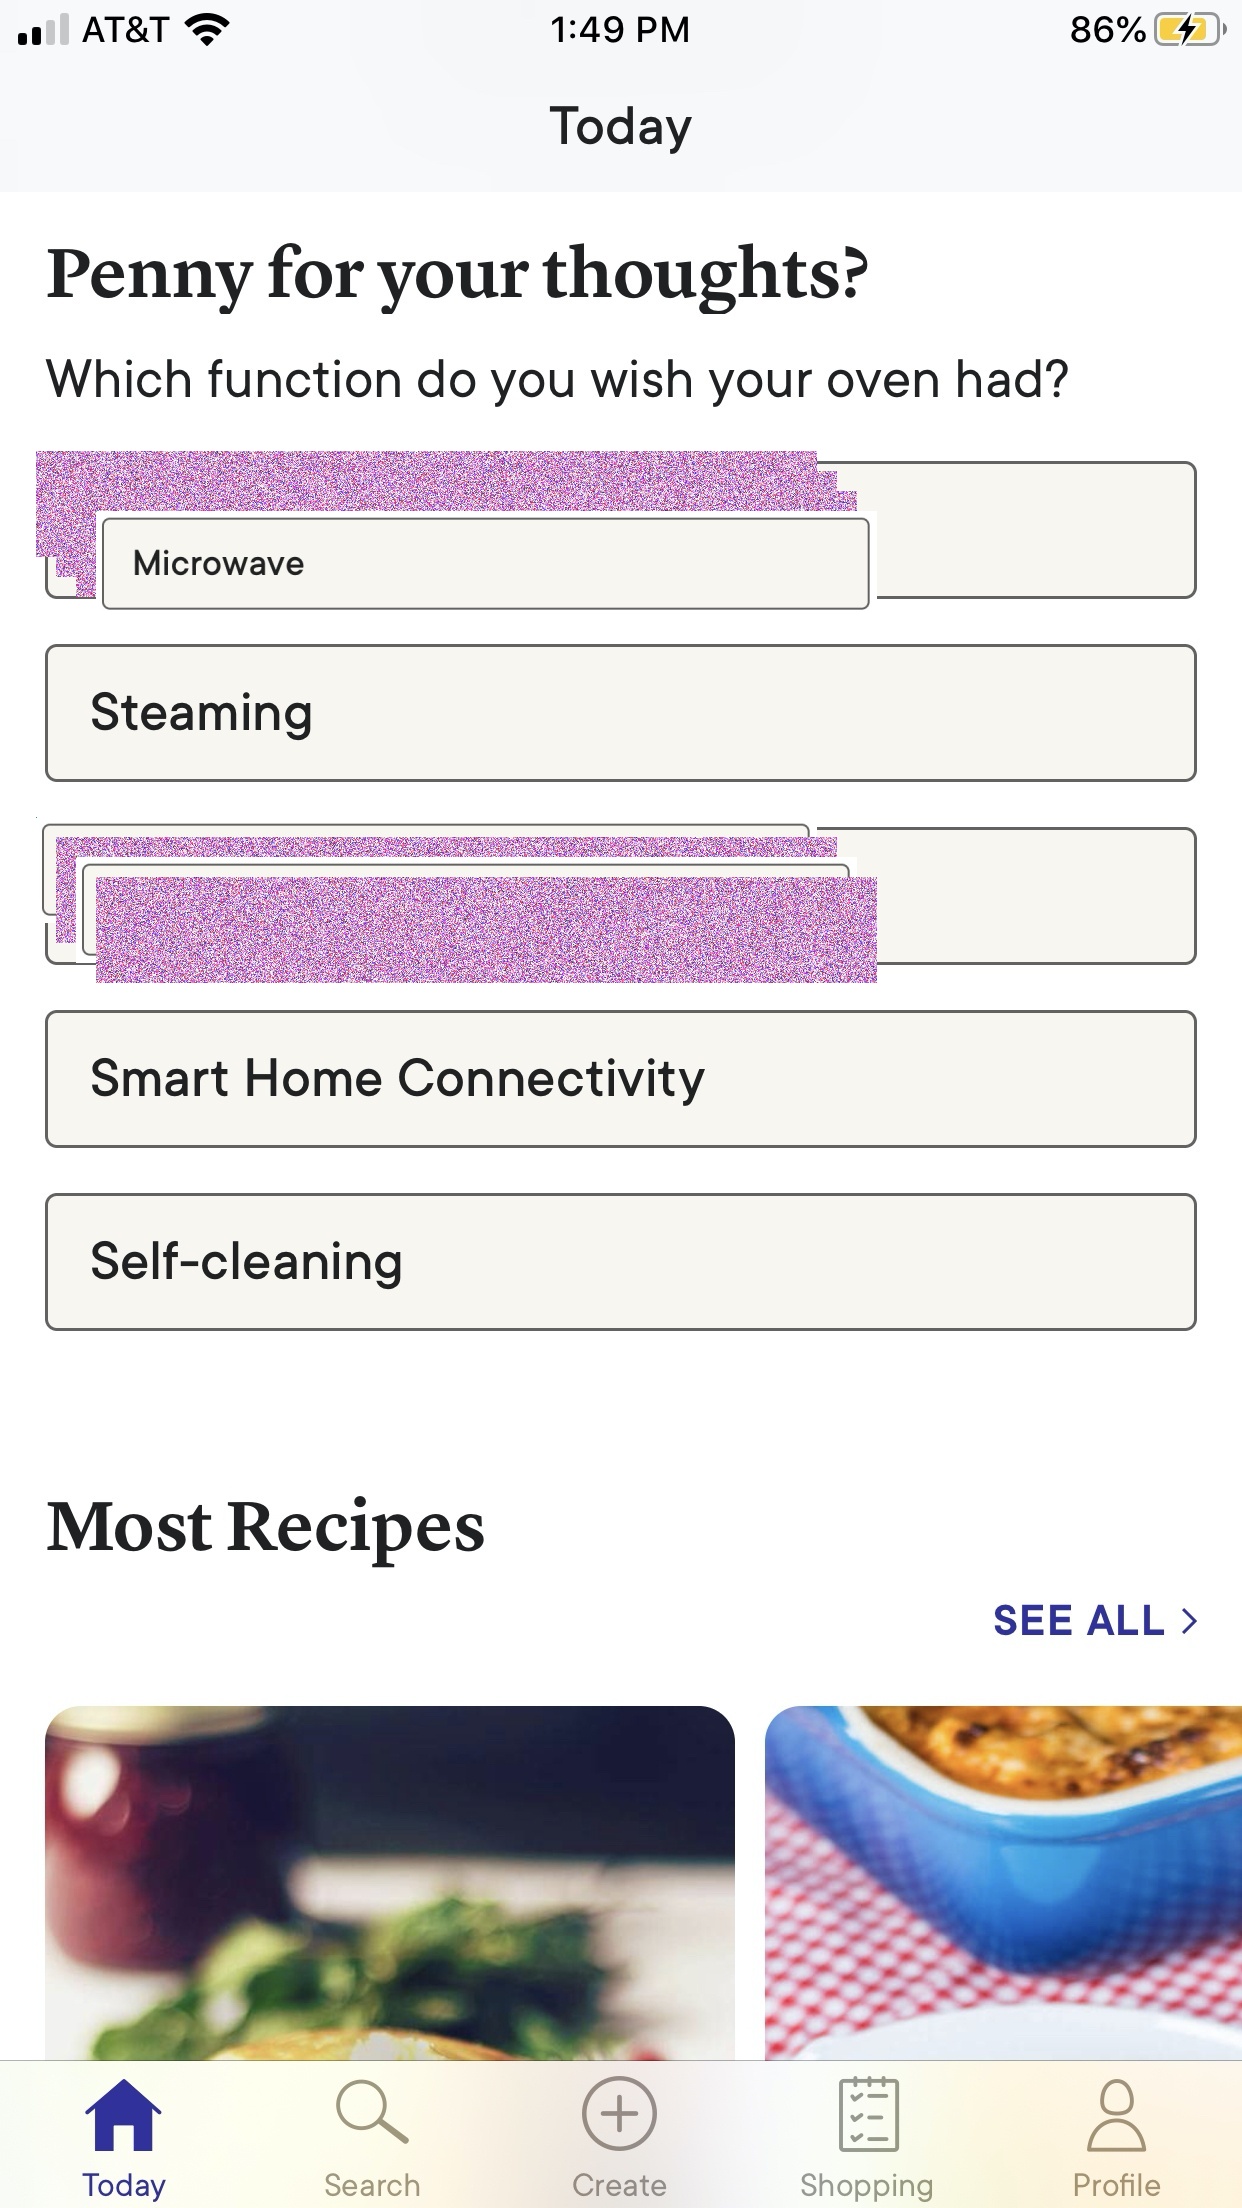 AT&T 1:49 PM 86%
Today
Penny for your thoughts?
Which function do you wish your oven had?
Microwave
Steaming
Smart Home Connectivity
Self-cleaning
Most Recipes
SEE ALL
Today Search Create Shopping Profile